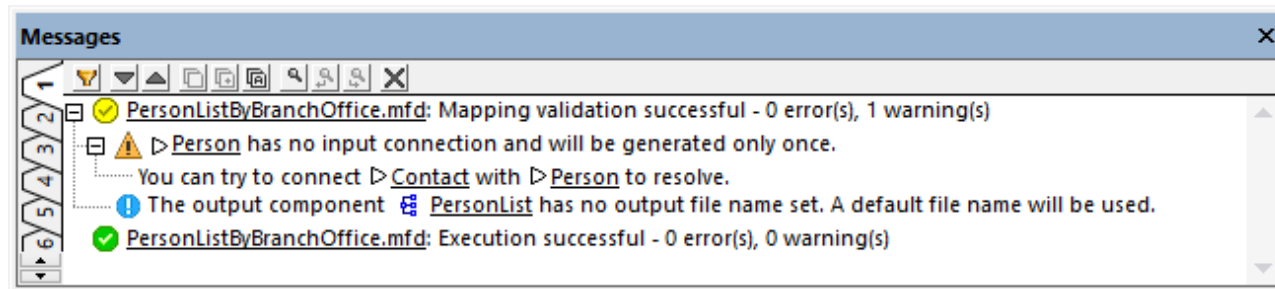 Messages
PersonListByBranchOffice.mfd: Mapping validation successful - 0 error(s), 1 warning(s)
Person has no input connection and will be generated only once.
You can try to connect Contact with Person to resolve.
The output component PersonList has no output file name set. A default file name will be used.
PersonListByBranchOffice.mfd: Execution successful - 0 error(s), 0 warning(s)
1
2
3
4
5
6